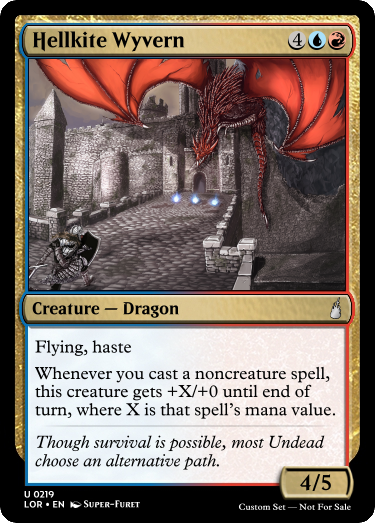 Hellkite Wyvern 4
Creature — Dragon
Flying, haste
Whenever you cast a noncreature spell,
this creature gets +X/+0 until end of
turn, where X is that spell's mana value.
Though survival is possible, most Undead
choose an alternative path.
4/5
U 0219
LOR • EN Super-Furet
Custom Set — Not For Sale